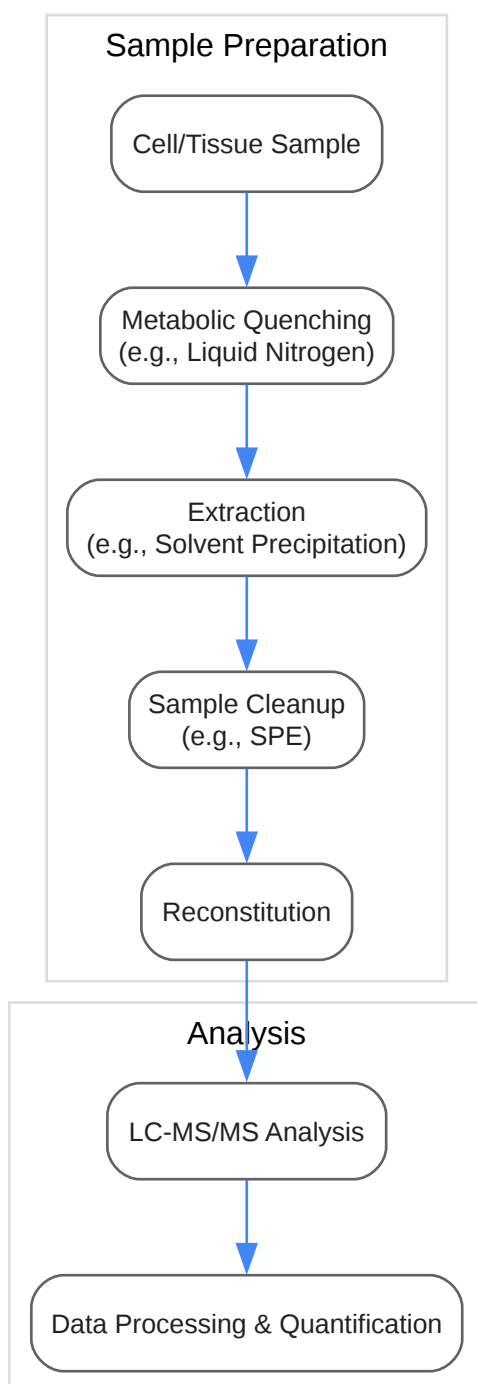 Sample Preparation
Cell/Tissue Sample
Metabolic Quenching
(e.g., Liquid Nitrogen)
Extraction
(e.g., Solvent Precipitation)
Sample Cleanup
(e.g., SPE)
Reconstitution
Analysis
LC-MS/MS Analysis
Data Processing & Quantification